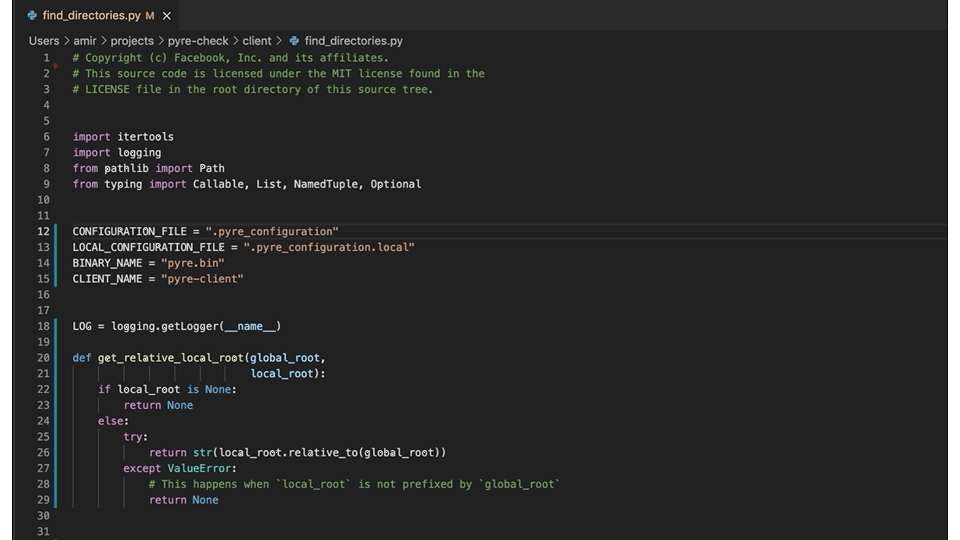 find_directories.py M ×
Users > amir > projects > pyre-check > client > find_directories.py
1 # Copyright (c) Facebook, Inc. and its affiliates.
2 # This source code is licensed under the MIT license found in the
3 # LICENSE file in the root directory of this source tree.
4
5
6 import itertools
7 import logging
8 from pathlib import Path
9 from typing import Callable, List, NamedTuple, Optional
10
11
12 CONFIGURATION_FILE = ".pyre_configuration"
13 LOCAL_CONFIGURATION_FILE = ".pyre_configuration.local"
14 BINARY_NAME = "pyre.bin"
15 CLIENT_NAME = "pyre-client"
16
17
18 LOG = logging.getLogger(__name__)
19
20 def get_relative_local_root(global_root,
21                             local_root):
22     if local_root is None:
23         return None
24     else:
25         try:
26             return str(local_root.relative_to(global_root))
27         except ValueError:
28             # This happens when `local_root` is not prefixed by `global_root`
29             return None
30
31